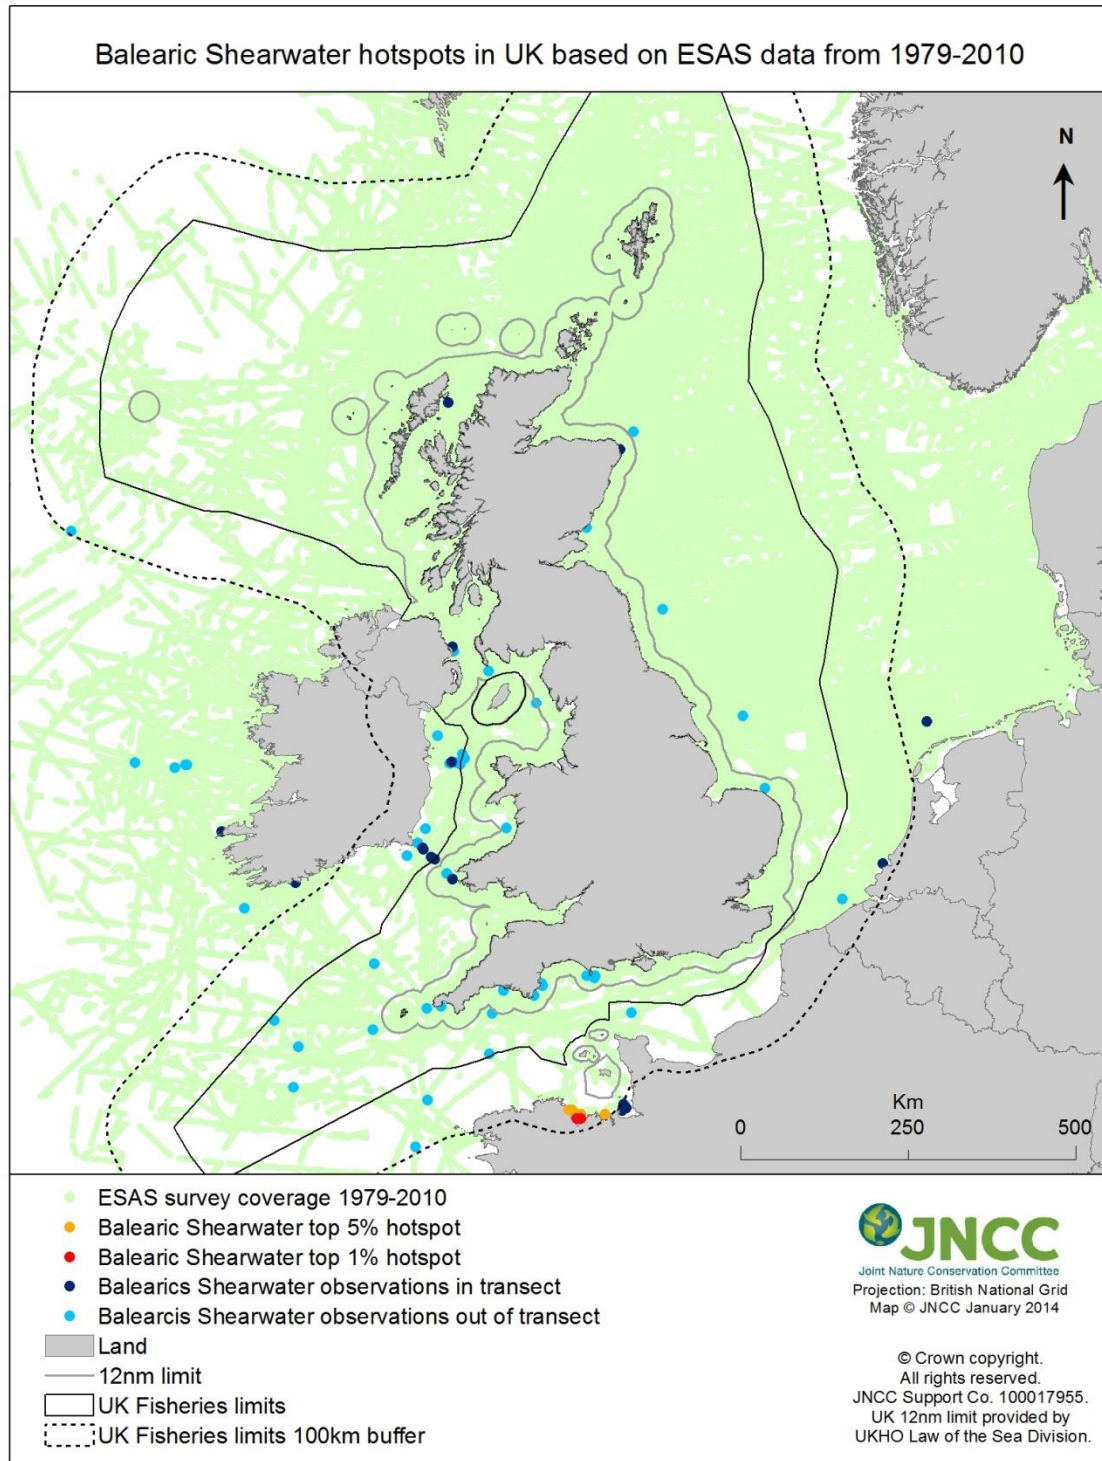 Balearic Shearwater hotspots in UK based on ESAS data from 1979-2010
N
Km
0 250 500
ESAS survey coverage 1979-2010
Balearic Shearwater top 5% hotspot
Balearic Shearwater top 1% hotspot
Balearics Shearwater observations in transect
Balearcis Shearwater observations out of transect
Land
12nm limit
UK Fisheries limits
UK Fisheries limits 100km buffer
JNCC
Joint Nature Conservation Committee
Projection: British National Grid
Map © JNCC January 2014
© Crown copyright.
All rights reserved.
JNCC Support Co. 100017955.
UK 12nm limit provided by
UKHO Law of the Sea Division.